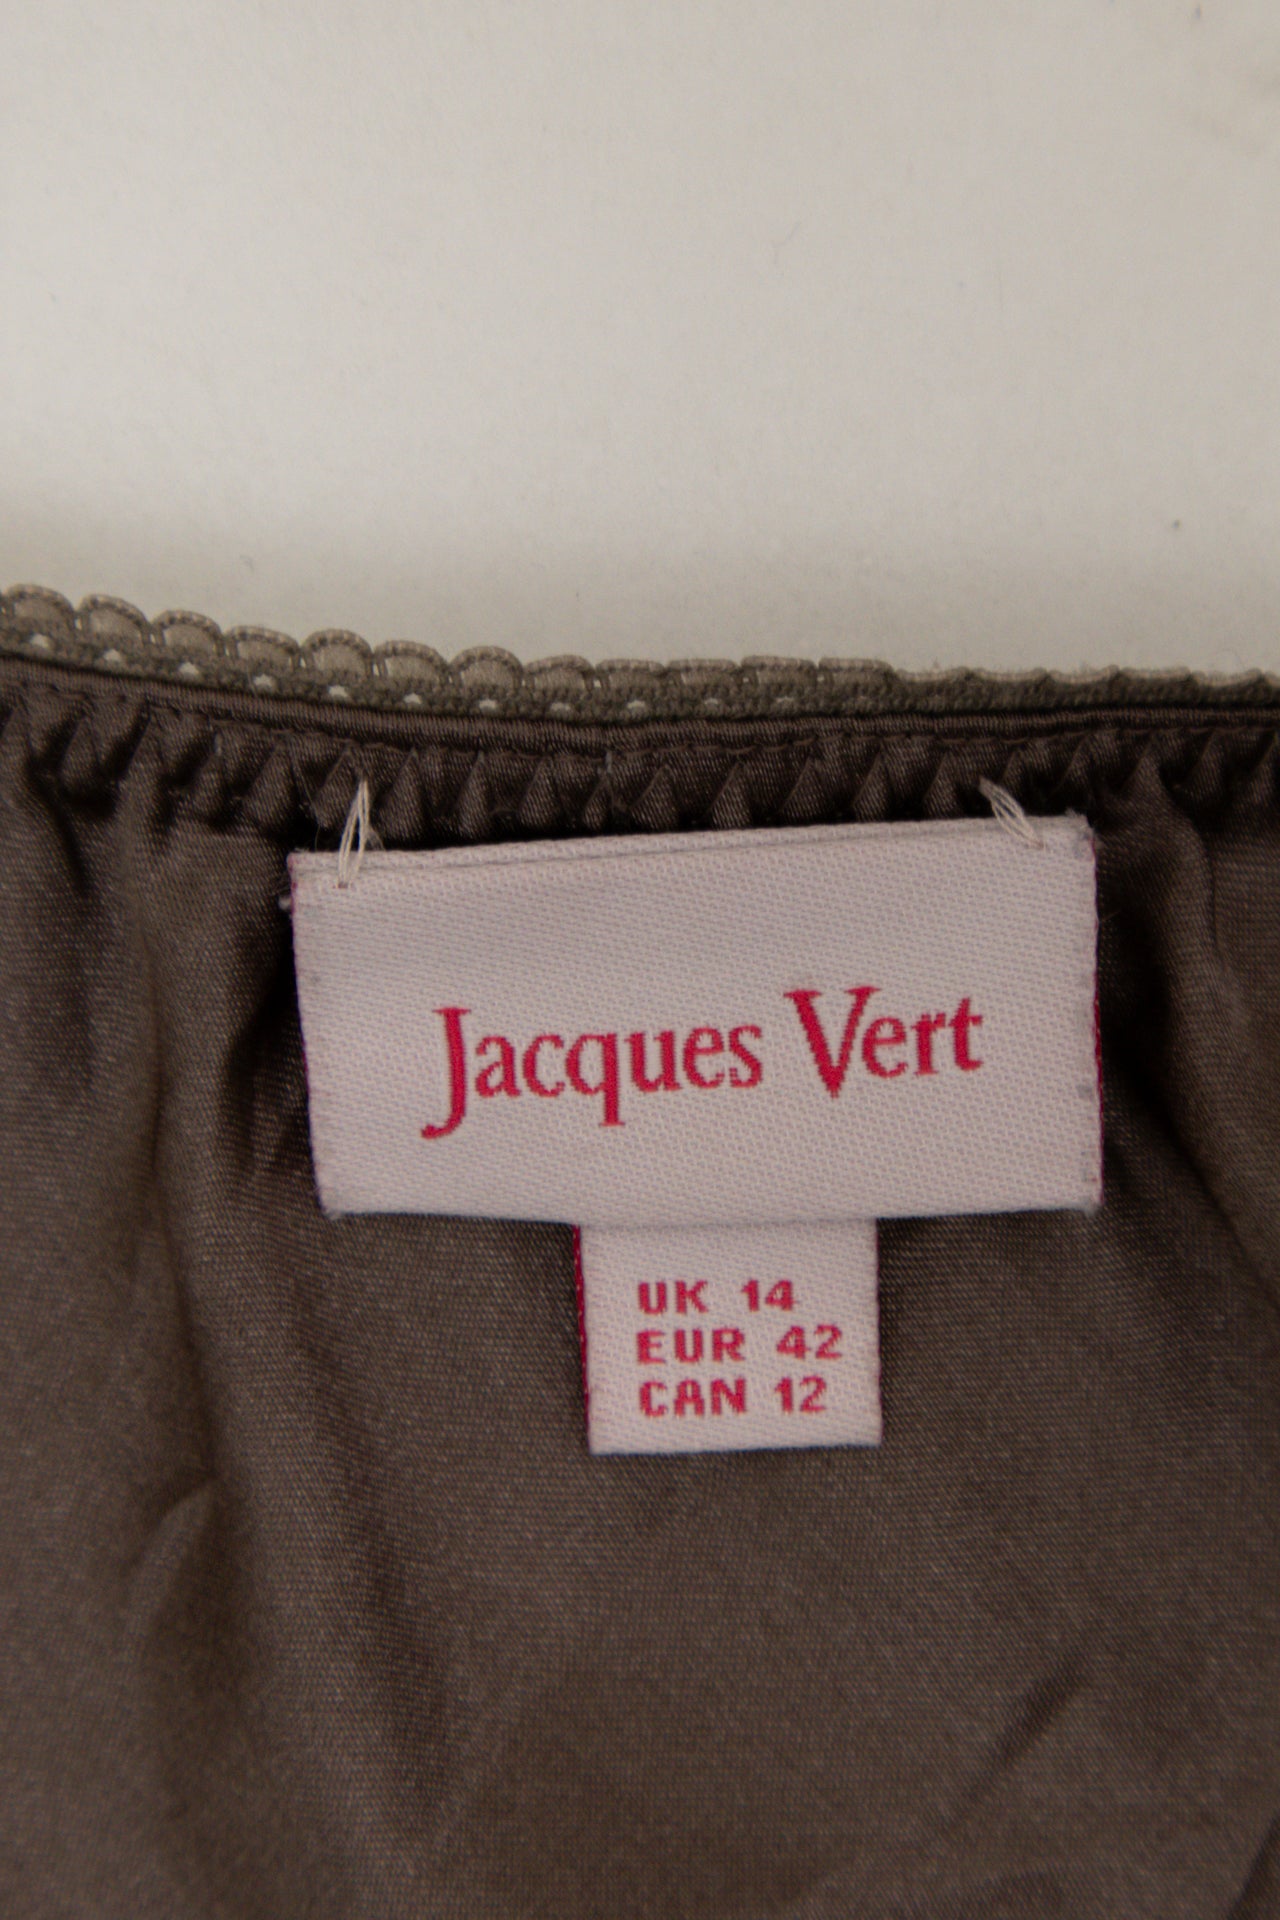 Jacques Vert
UK 14
EUR 42
CAN 12